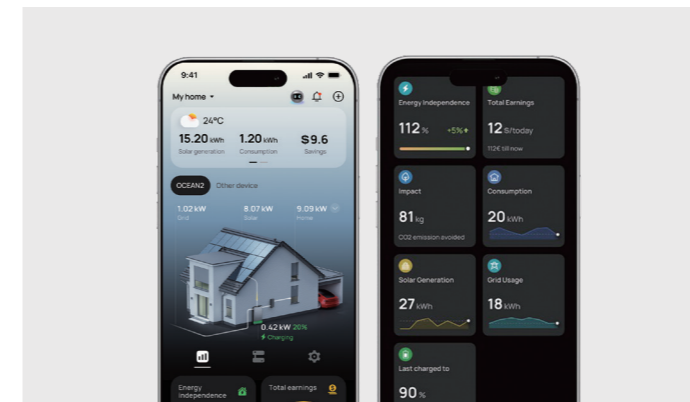 9:41
My home
24°C
15.20 kWh
1.20 kWh
$9.6
Solar generation
Consumption
Savings
OCEAN2
Other device
1.02 kW
8.07 kW
9.09 kW
Grid
Solar
Home
0.42 kW 20%
Charging
Energy
independence
Total earnings
Energy Independence
112 %
+5%
Total Earnings
12 $/today
112€ till now
Impact
81 kg
CO2 emission avoided
Consumption
20 kWh
Solar Generation
27 kWh
Grid Usage
18 kWh
Last charged to
90 %